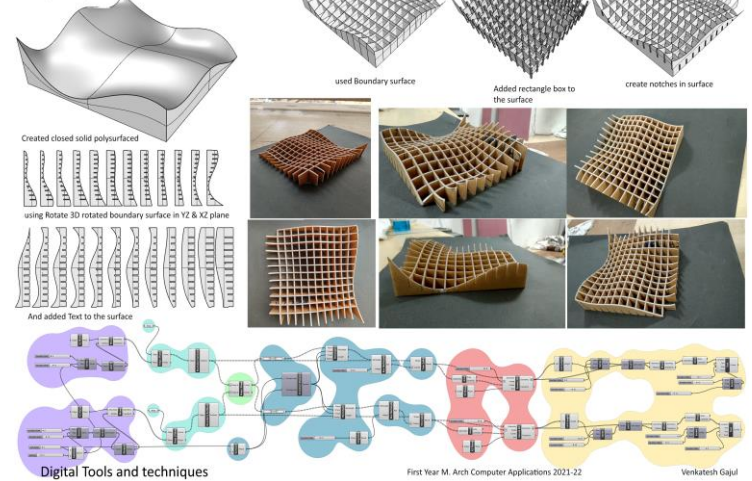 used Boundary surface
Added rectangle box to
the surface
create notches in surface
Created closed solid polysurfaced
using Rotate 3D rotated boundary surface in YZ & XZ plane
And added Text to the surface
Digital Tools and techniques
First Year M. Arch Computer Applications 2021-22
Venkatesh Gajul